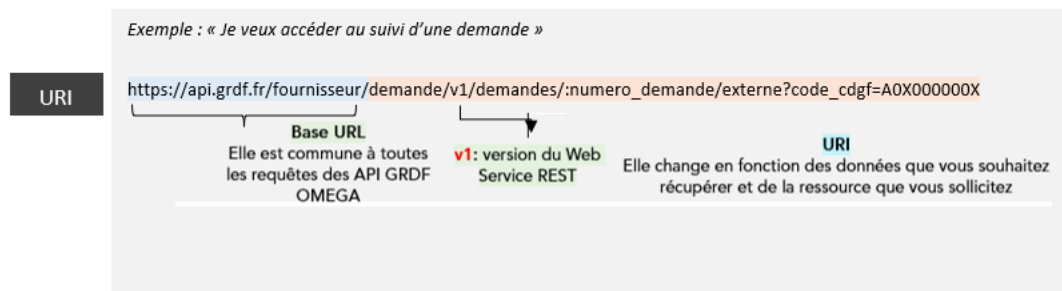 Exemple : « Je veux accéder au suivi d'une demande »
URI
https://api.grdf.fr/fournisseur/demande/v1/demandes/:numero_demande/externe?code_cdgf=A0X000000X
Base URL
Elle est commune à toutes
les requêtes des API GRDF
OMEGA
v1: version du Web
Service REST
URI
Elle change en fonction des données que vous souhaitez
récupérer et de la ressource que vous sollicitez